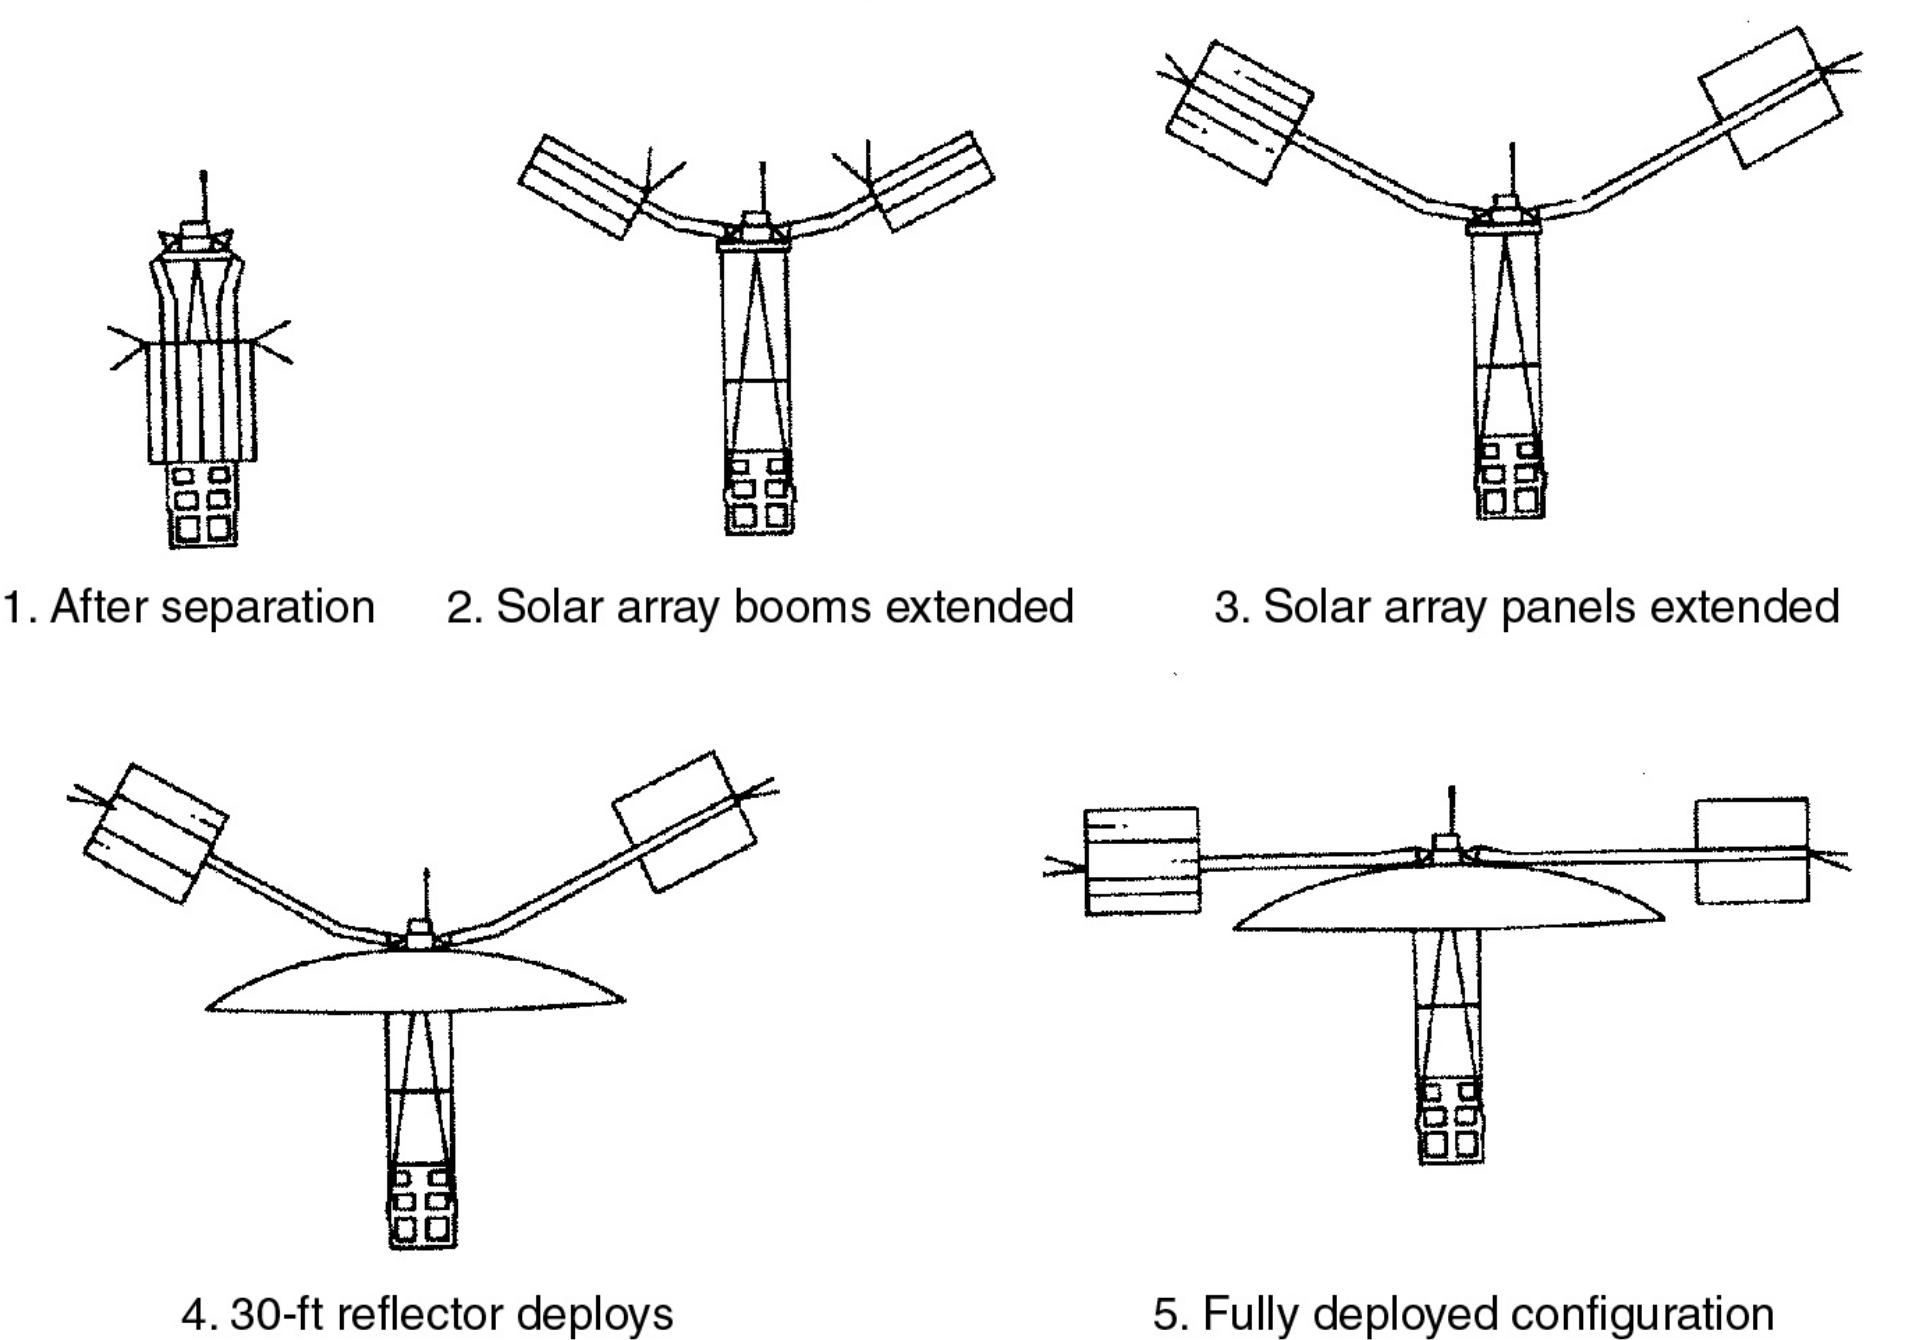 1. After separation
2. Solar array booms extended
3. Solar array panels extended
4. 30-ft reflector deploys
5. Fully deployed configuration